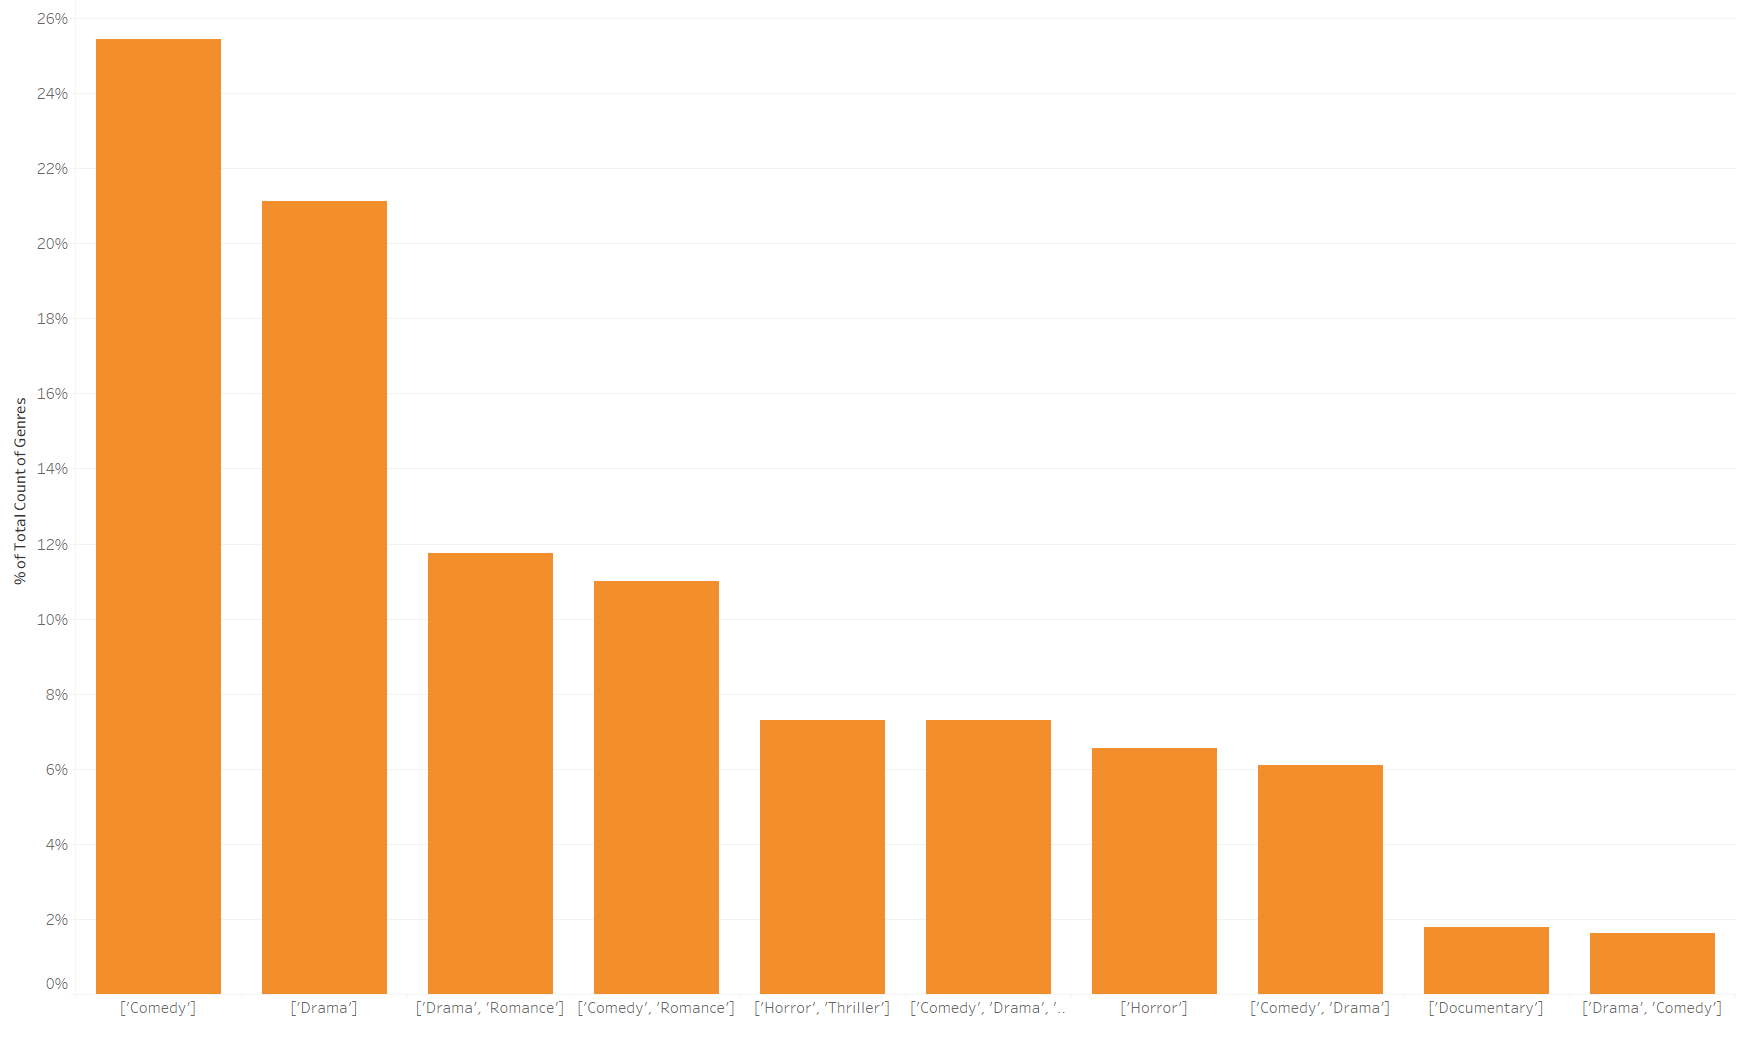 26%
24%
22%
20%
18%
16%
14%
12%
10%
8%
6%
4%
2%
0%
% of Total Count of Genres
['Comedy']
['Drama']
['Drama', 'Romance']
['Comedy', 'Romance']
['Horror', 'Thriller']
['Comedy', 'Drama', '..
['Horror']
['Comedy', 'Drama']
['Documentary']
['Drama', 'Comedy']